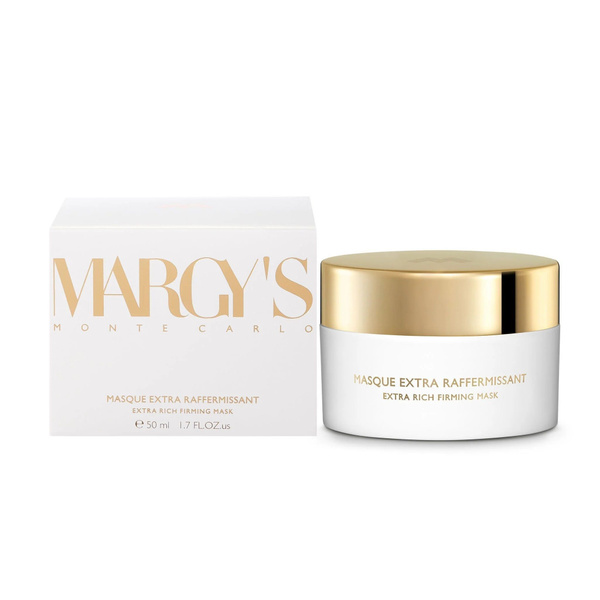 MARGY'S
MONTE CARLO
MASQUE EXTRA RAFFERMISSANT
EXTRA RICH FIRMING MASK
℮ 50 ml 1.7 FL.OZ.us
M
MASQUE EXTRA RAFFERMISSANT
EXTRA RICH FIRMING MASK